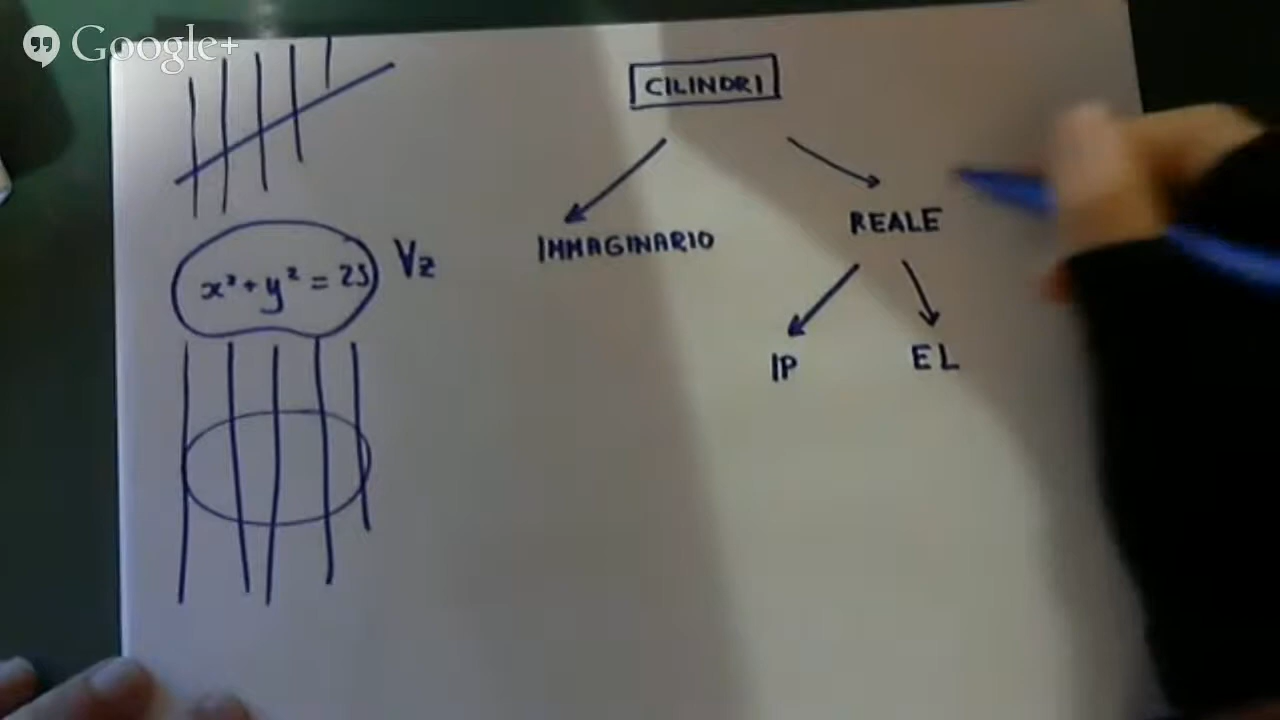 Google+
CILINDRI
IMMAGINARIO
REALE
IP
EL
x² + y² = 25
Vz